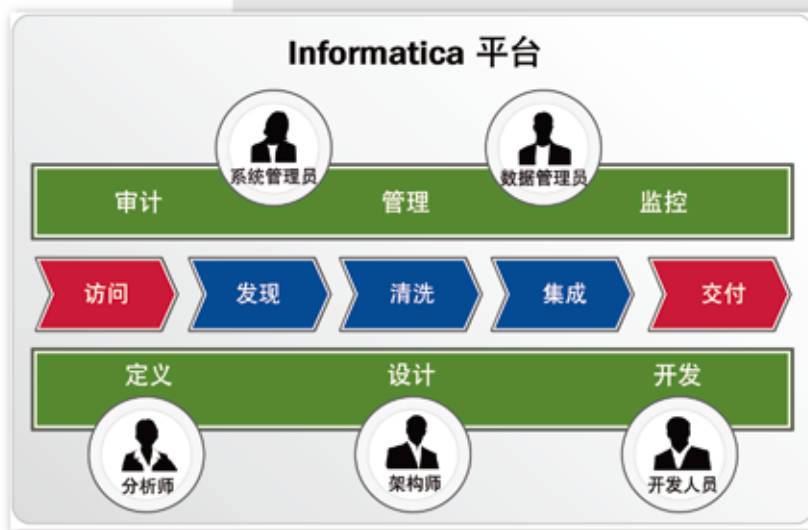 Informatica 平台
系统管理员
数据管理员
审计
管理
监控
访问
发现
清洗
集成
交付
定义
设计
开发
分析师
架构师
开发人员